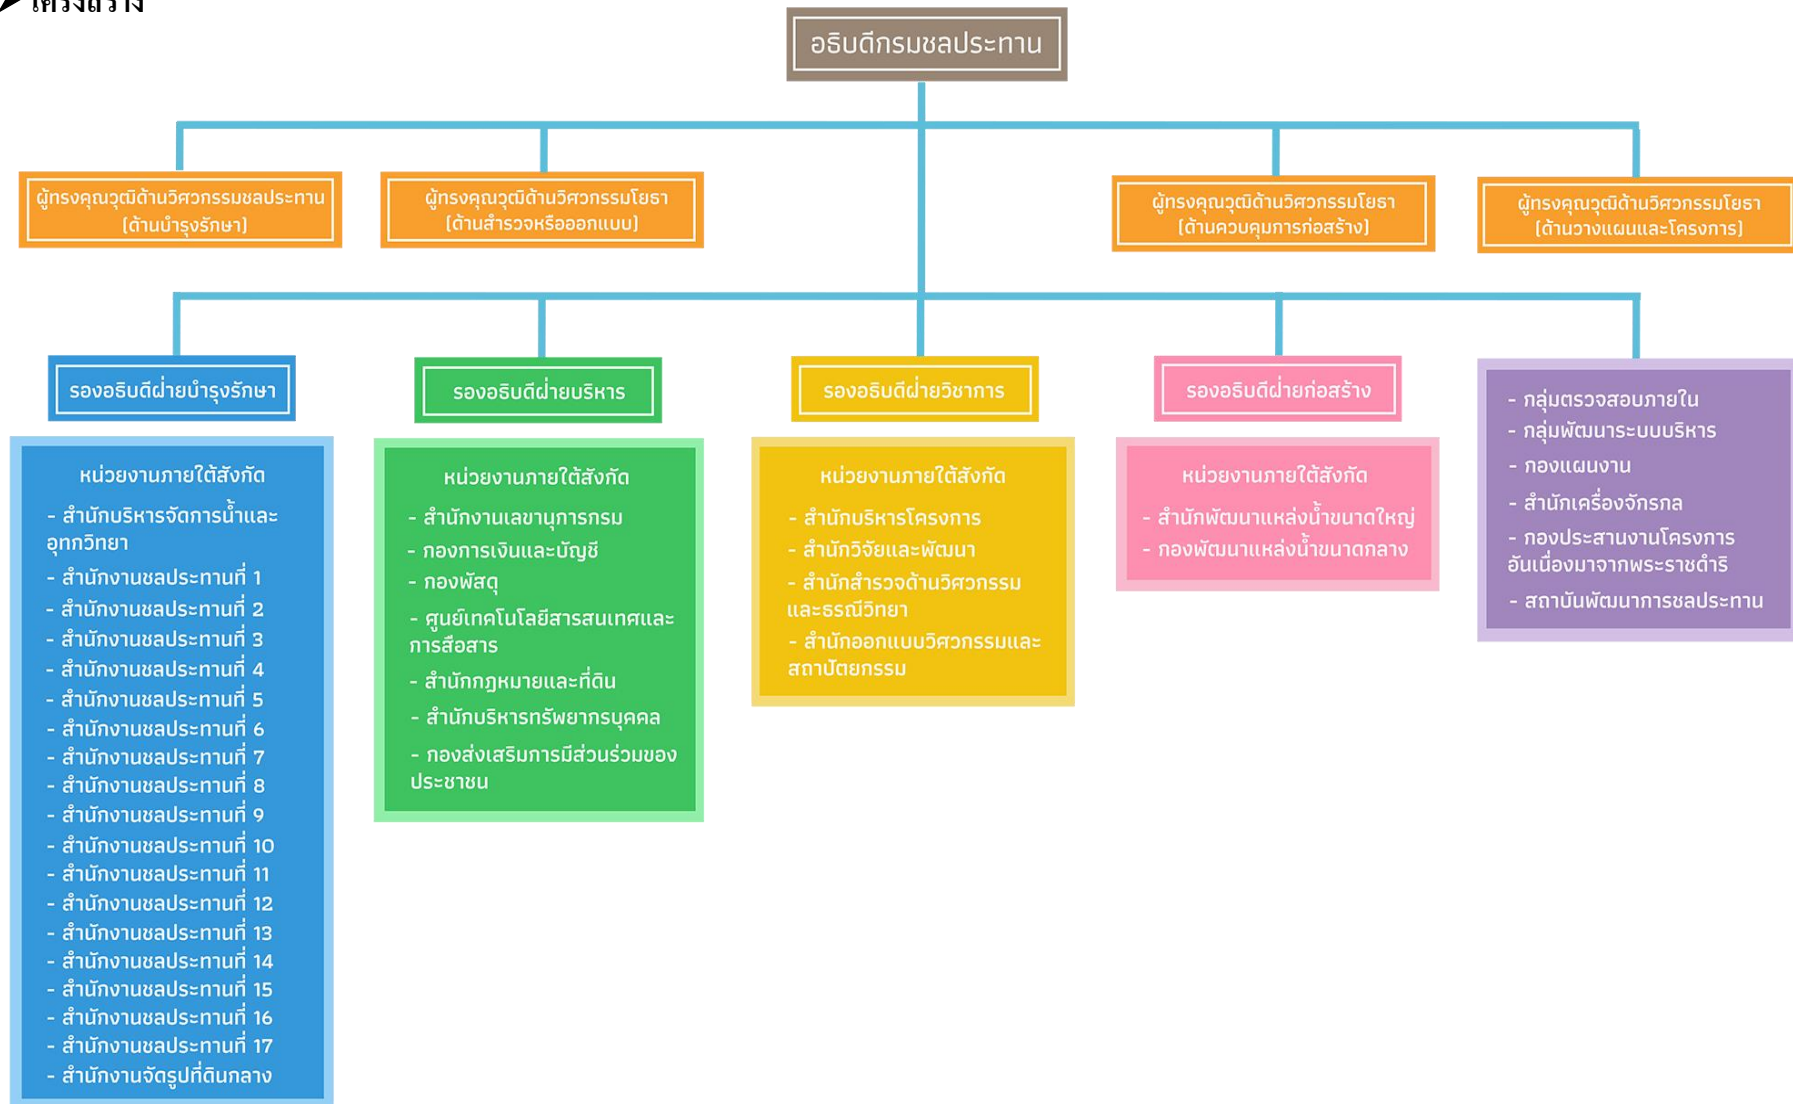 ➤ โครงสร้าง
อธิบดีกรมชลประทาน
ผู้ทรงคุณวุฒิด้านวิศวกรรมชลประทาน
(ด้านบำรุงรักษา)
ผู้ทรงคุณวุฒิด้านวิศวกรรมโยธา
(ด้านสำรวจหรือออกแบบ)
ผู้ทรงคุณวุฒิด้านวิศวกรรมโยธา
(ด้านควบคุมการก่อสร้าง)
ผู้ทรงคุณวุฒิด้านวิศวกรรมโยธา
(ด้านวางแผนและโครงการ)
รองอธิบดีฝ่ายบำรุงรักษา
หน่วยงานภายใต้สังกัด
- สำนักบริหารจัดการน้ำและ
อุทกวิทยา
- สำนักงานชลประทานที่ 1
- สำนักงานชลประทานที่ 2
- สำนักงานชลประทานที่ 3
- สำนักงานชลประทานที่ 4
- สำนักงานชลประทานที่ 5
- สำนักงานชลประทานที่ 6
- สำนักงานชลประทานที่ 7
- สำนักงานชลประทานที่ 8
- สำนักงานชลประทานที่ 9
- สำนักงานชลประทานที่ 10
- สำนักงานชลประทานที่ 11
- สำนักงานชลประทานที่ 12
- สำนักงานชลประทานที่ 13
- สำนักงานชลประทานที่ 14
- สำนักงานชลประทานที่ 15
- สำนักงานชลประทานที่ 16
- สำนักงานชลประทานที่ 17
- สำนักงานจัดรูปที่ดินกลาง
รองอธิบดีฝ่ายบริหาร
หน่วยงานภายใต้สังกัด
- สำนักงานเลขานุการกรม
- กองการเงินและบัญชี
- กองพัสดุ
- ศูนย์เทคโนโลยีสารสนเทศและ
การสือสาร
- สำนักกฎหมายและที่ดิน
- สำนักบริหารทรัพยากรบุคคล
- กองส่งเสริมการมีส่วนร่วมของ
ประชาชน
รองอธิบดีฝ่ายวิชาการ
หน่วยงานภายใต้สังกัด
- สำนักบริหารโครงการ
- สำนักวิจัยและพัฒนา
- สำนักสำรวจด้านวิศวกรรม
และธรณีวิทยา
- สำนักออกแบบวิศวกรรมและ
สถาปัตยกรรม
รองอธิบดีฝ่ายก่อสร้าง
หน่วยงานภายใต้สังกัด
- สำนักพัฒนาแหล่งน้ำขนาดใหญ่
- กองพัฒนาแหล่งน้ำขนาดกลาง
- กลุ่มตรวจสอบภายใน
- กลุ่มพัฒนาระบบบริหาร
- กองแผนงาน
- สำนักเครื่องจักรกล
- กองประสานงานโครงการ
อันเนื่องมาจากพระราชดำริ
- สถาบันพัฒนาการชลประทาน